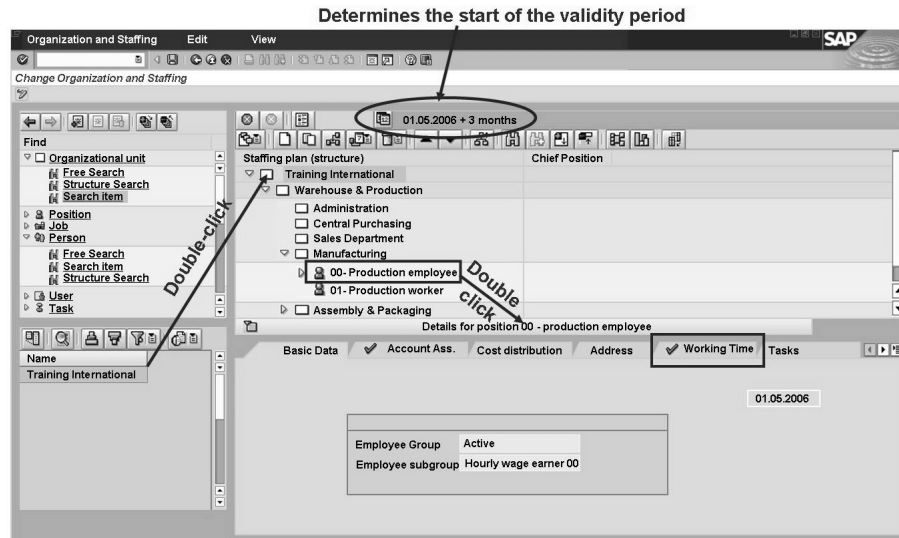 Determines the start of the validity period
Organization and Staffing Edit View
SAP
Change Organization and Staffing
01.05.2006 + 3 months
Find
Organizational unit
Free Search
Structure Search
Search item
Position
Job
Person
Free Search
Search item
Structure Search
User
Task
Name
Training International
Double-click
Staffing plan (structure) Chief Position
Training International
Warehouse & Production
Administration
Central Purchasing
Sales Department
Manufacturing
00- Production employee
01- Production worker
Assembly & Packaging
Double
click
Details for position 00 - production employee
Basic Data Account Ass. Cost distribution Address Working Time Tasks
01.05.2006
Employee Group Active
Employee subgroup Hourly wage earner 00